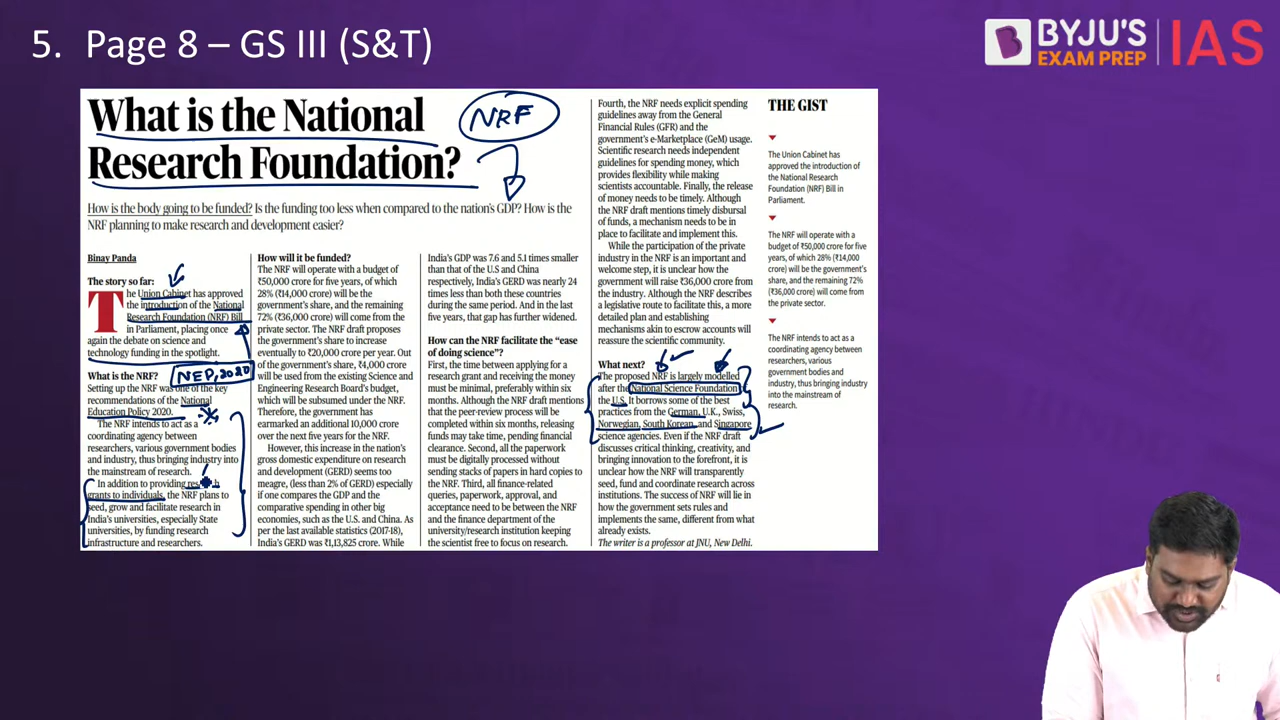 5. Page 8 – GS III (S&T)
BYJU'S
EXAM PREP
IAS
What is the National
Research Foundation?
NRF
How is the body going to be funded? Is the funding too less when compared to the nation's GDP? How is the
NRF planning to make research and development easier?
Binay Panda
The story so far:
The Union Cabinet has approved
the introduction of the National
Research Foundation (NRF) Bill
in Parliament, placing once
again the debate on science and
technology funding in the spotlight.
NEP, 2020
What is the NRF?
Setting up the NRF was one of the key
recommendations of the National
Education Policy 2020.
The NRF intends to act as a
coordinating agency between
researchers, various government bodies
and industry, thus bringing industry into
the mainstream of research.
In addition to providing
grants to individuals, the NRF plans to
seed, grow and facilitate research in
India's universities, especially State
universities, by funding research
infrastructure and researchers.
How will it be funded?
The NRF will operate with a budget of
₹50,000 crore for five years, of which
28% (₹14,000 crore) will be the
government's share, and the remaining
72% (₹36,000 crore) will come from the
private sector. The NRF draft proposes
the government's share to increase
eventually to ₹20,000 crore per year. Out
of the government's share, ₹4,000 crore
will be used from the existing Science and
Engineering Research Board's budget,
which will be subsumed under the NRF.
Therefore, the government has
earmarked an additional 10,000 crore
over the next five years for the NRF.
However, this increase in the nation's
gross domestic expenditure on research
and development (GERD) seems too
meagre, (less than 2% of GERD) especially
if one compares the GDP and the
comparative spending in other big
economies, such as the U.S. and China. As
per the last available statistics (2017-18),
India's GERD was ₹1,13,825 crore. While
India's GDP was 7.6 and 5.1 times smaller
than that of the U.S and China
respectively, India's GERD was nearly 24
times less than both these countries
during the same period. And in the last
five years, that gap has further widened.
How can the NRF facilitate the "ease
of doing science"?
First, the time between applying for a
research grant and receiving the money
must be minimal, preferably within six
months. Although the NRF draft mentions
that the peer-review process will be
completed within six months, releasing
funds may take time, pending financial
clearance. Second, all the paperwork
must be digitally processed without
sending stacks of papers in hard copies to
the NRF. Third, all finance-related
queries, paperwork, approval, and
acceptance need to be between the NRF
and the finance department of the
university/research institution keeping
the scientist free to focus on research.
Fourth, the NRF needs explicit spending
guidelines away from the General
Financial Rules (GFR) and the
government's e-Marketplace (GeM) usage.
Scientific research needs independent
guidelines for spending money, which
provides flexibility while making
scientists accountable. Finally, the release
of money needs to be timely. Although
the NRF draft mentions timely disbursal
of funds, a mechanism needs to be in
place to facilitate and implement this.
While the participation of the private
industry in the NRF is an important and
welcome step, it is unclear how the
government will raise ₹36,000 crore from
the industry. Although the NRF describes
a legislative route to facilitate this, a more
detailed plan and establishing
mechanisms akin to escrow accounts will
reassure the scientific community.
What next?
The proposed NRF is largely modelled
after the National Science Foundation of
the U.S. It borrows some of the best
practices from the German, U.K., Swiss,
Norwegian, South Korean, and Singapore
science agencies. Even if the NRF draft
discusses critical thinking, creativity, and
bringing innovation to the forefront, it is
unclear how the NRF will transparently
seed, fund and coordinate research across
institutions. The success of NRF will lie in
how the government sets rules and
implements the same, different from what
already exists.
The writer is a professor at JNU, New Delhi.
THE GIST
The Union Cabinet has
approved the introduction of
the National Research
Foundation (NRF) Bill in
Parliament.
The NRF will operate with a
budget of ₹50,000 crore for five
years, of which 28% (₹14,000
crore) will be the government's
share, and the remaining 72%
(₹36,000 crore) will come from
the private sector.
The NRF intends to act as a
coordinating agency between
researchers, various
government bodies and
industry, thus bringing industry
into the mainstream of
research.